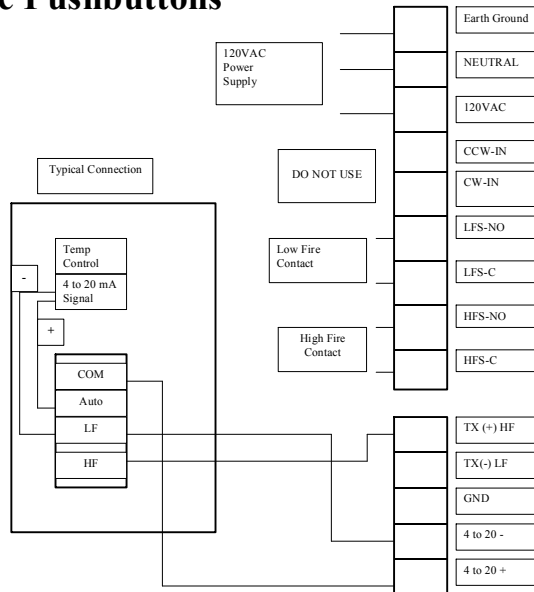 c Pushbuttons
Earth Ground
120VAC
Power
Supply
NEUTRAL
120VAC
CCW-IN
Typical Connection
DO NOT USE
CW-IN
LFS-NO
Temp
Control
Low Fire
Contact
-
4 to 20 mA
Signal
LFS-C
HFS-NO
+
High Fire
Contact
HFS-C
COM
Auto
LF
HF
TX (+) HF
TX(-) LF
GND
4 to 20 -
4 to 20 +